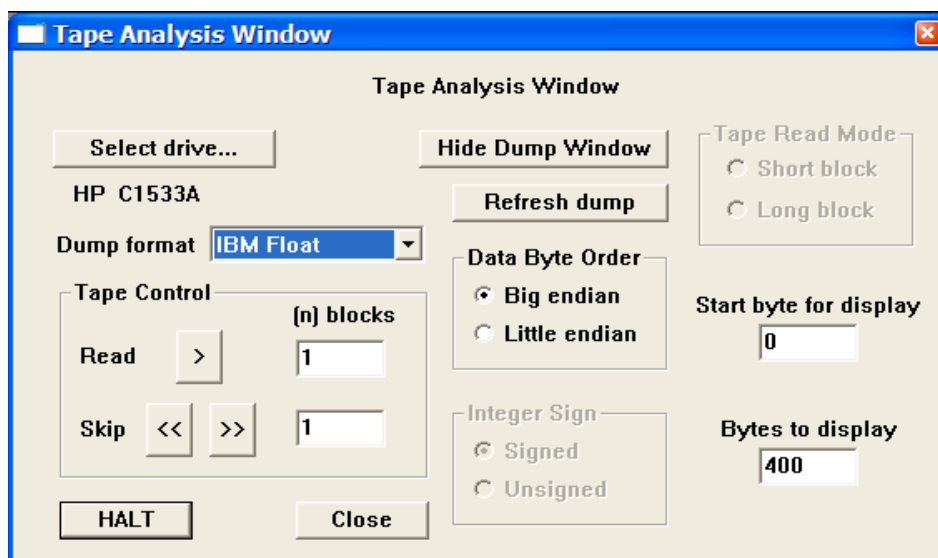 Tape Analysis Window
Tape Analysis Window
Select drive...
HP C1533A
Dump format IBM Float
Tape Control
(n) blocks
Read > 1
Skip << >> 1
HALT Close
Hide Dump Window
Refresh dump
Data Byte Order
Big endian
Little endian
Integer Sign
Signed
Unsigned
Tape Read Mode
Short block
Long block
Start byte for display
0
Bytes to display
400